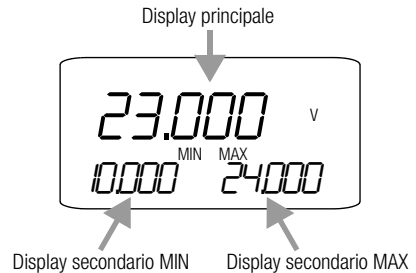 Display principale
23.000 V
MIN MAX
10.000 24.000
Display secondario MIN Display secondario MAX